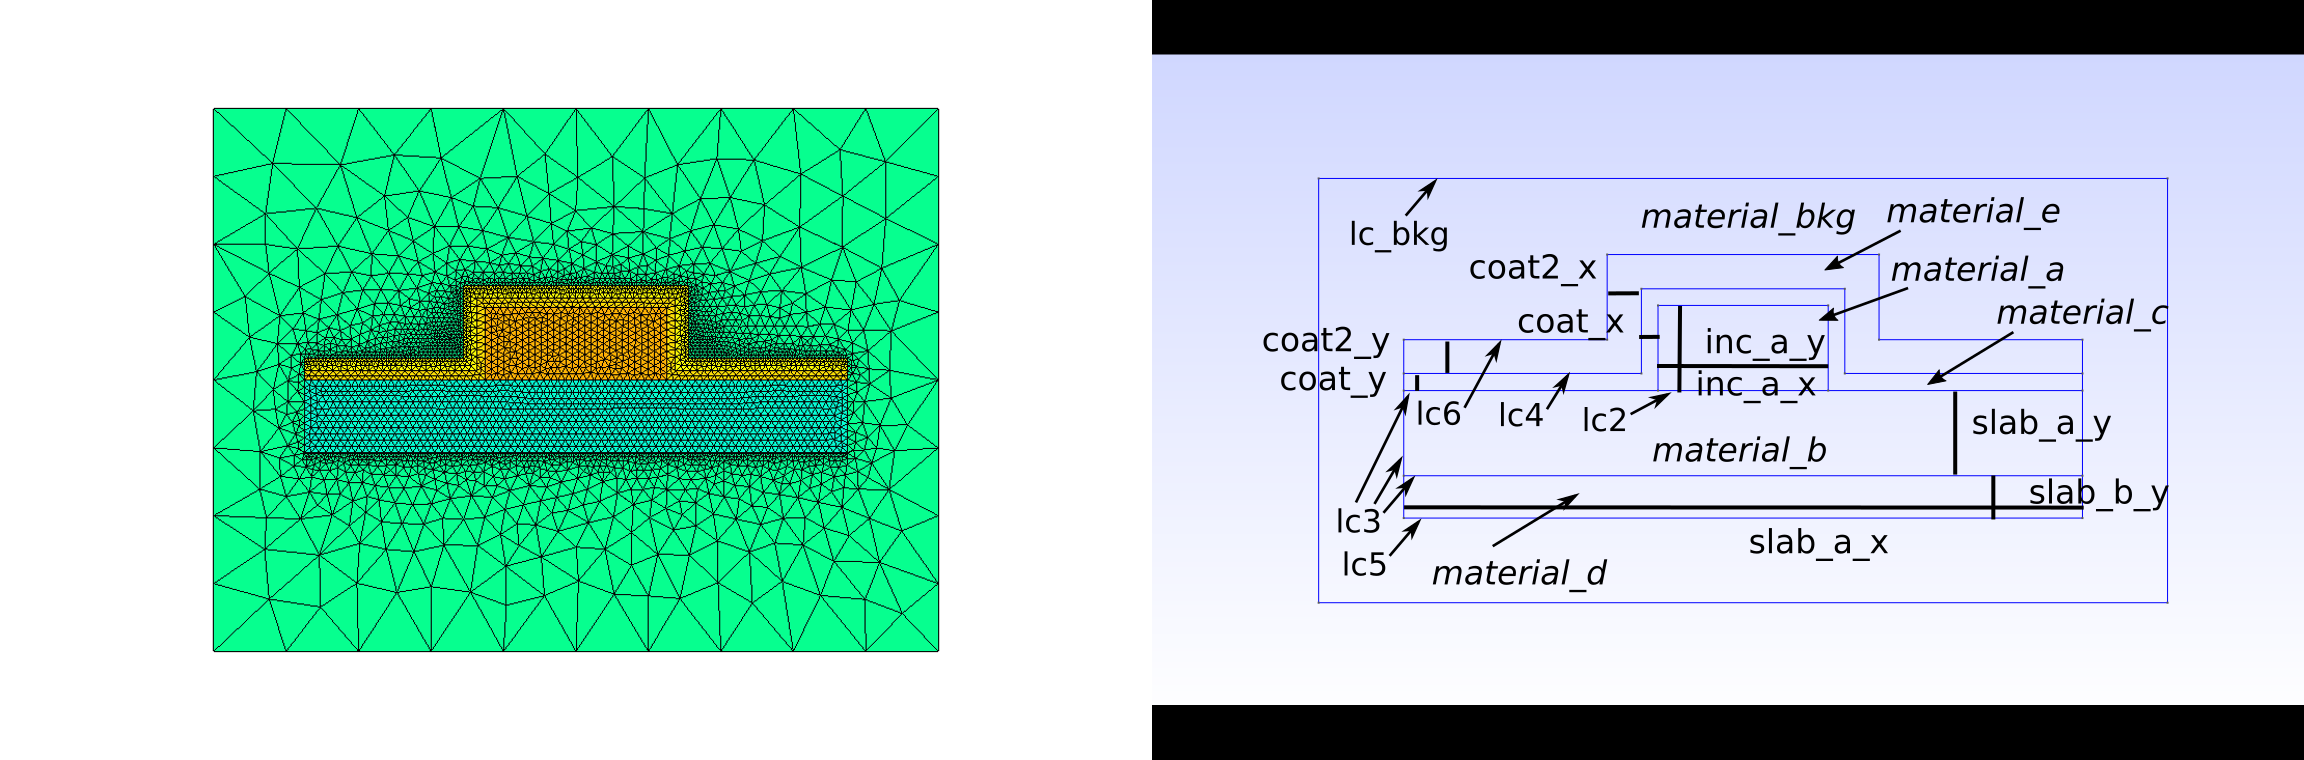 material_bkg
material_e
lc_bkg
coat2_x
material_a
coat_x
material_c
coat2_y
inc_a_y
coat_y
inc_a_x
lc6
lc4
lc2
slab_a_y
material_b
slab_b_y
lc3
slab_a_x
lc5
material_d